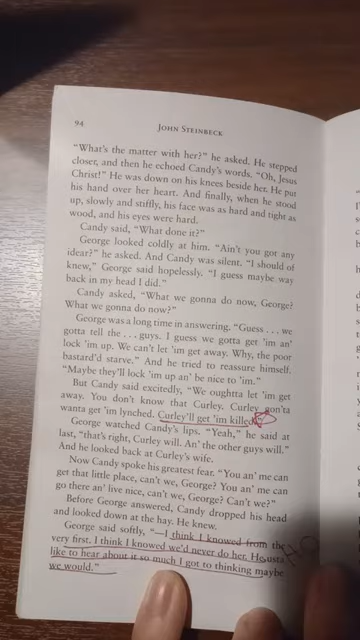 94
JOHN STEINBECK
"What's the matter with her?" he asked. He stepped
closer, and then he echoed Candy's words. "Oh, Jesus
Christ!" He was down on his knees beside her. He put
his hand over her heart. And finally, when he stood
up, slowly and stiffly, his face was as hard and tight as
wood, and his eyes were hard.
Candy said, "What done it?"
George looked coldly at him. "Ain't you got any
idear?" he asked. And Candy was silent. "I should of
knew," George said hopelessly. "I guess maybe way
back in my head I did."
Candy asked, "What we gonna do now, George?
What we gonna do now?"
George was a long time in answering. "Guess . . . we
gotta tell the . . . guys. I guess we gotta get 'im an'
lock 'im up. We can't let 'im get away. Why, the poor
bastard'd starve." And he tried to reassure himself.
"Maybe they'll lock 'im up an' be nice to 'im."
But Candy said excitedly, "We oughtta let 'im get
away. You don't know that Curley. Curley gon'ta
wanta get 'im lynched. Curley'll get 'im killed."
George watched Candy's lips. "Yeah," he said at
last, "that's right, Curley will. An' the other guys will."
And he looked back at Curley's wife.
Now Candy spoke his greatest fear. "You an' me can
get that little place, can't we, George? You an' me can
go there an' live nice, can't we, George? Can't we?"
Before George answered, Candy dropped his head
and looked down at the hay. He knew.
George said softly, "—I think I knowed from the
very first. I think I knowed we'd never do her. He usta
like to hear about it so much I got to thinking maybe
we would."